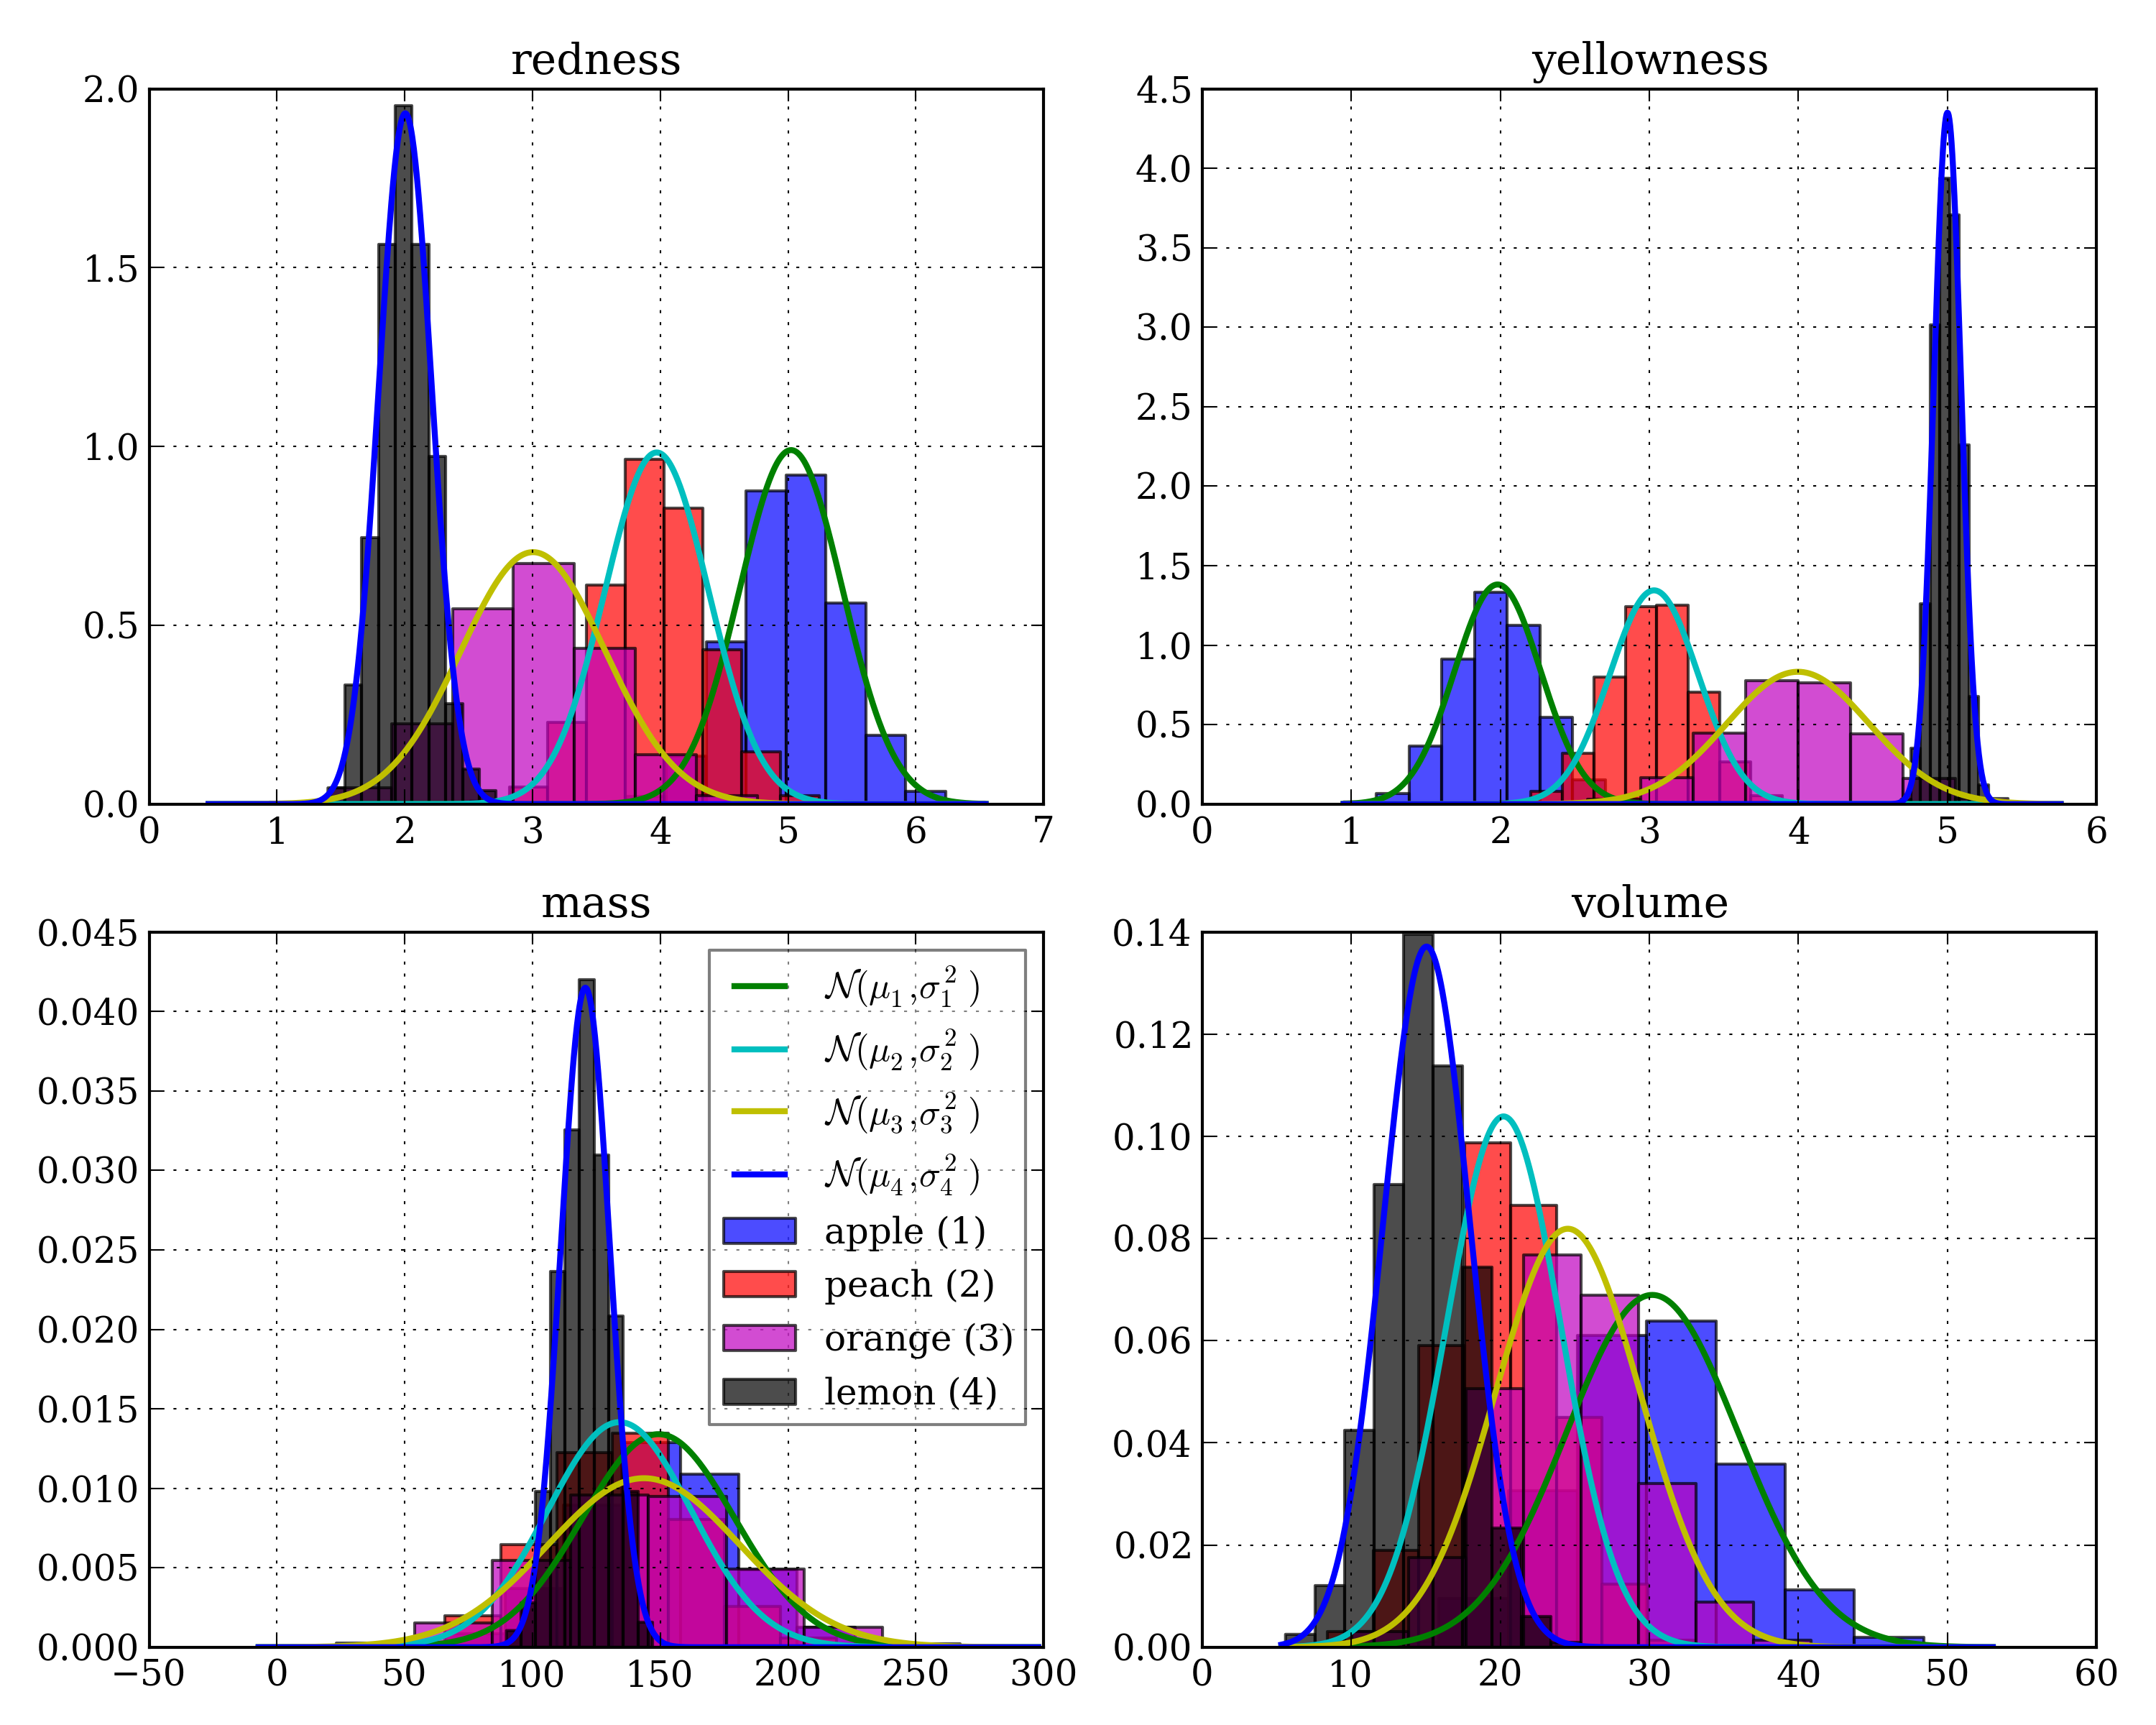 redness
2.0
1.5
1.0
0.5
0.0
0 1 2 3 4 5 6 7
yellowness
4.5
4.0
3.5
3.0
2.5
2.0
1.5
1.0
0.5
0.0
0 1 2 3 4 5 6
mass
0.045
0.040
0.035
0.030
0.025
0.020
0.015
0.010
0.005
0.000
−50 0 50 100 150 200 250 300
𝒩(μ₁,σ₁²)
𝒩(μ₂,σ₂²)
𝒩(μ₃,σ₃²)
𝒩(μ₄,σ₄²)
apple (1)
peach (2)
orange (3)
lemon (4)
volume
0.14
0.12
0.10
0.08
0.06
0.04
0.02
0.00
0 10 20 30 40 50 60